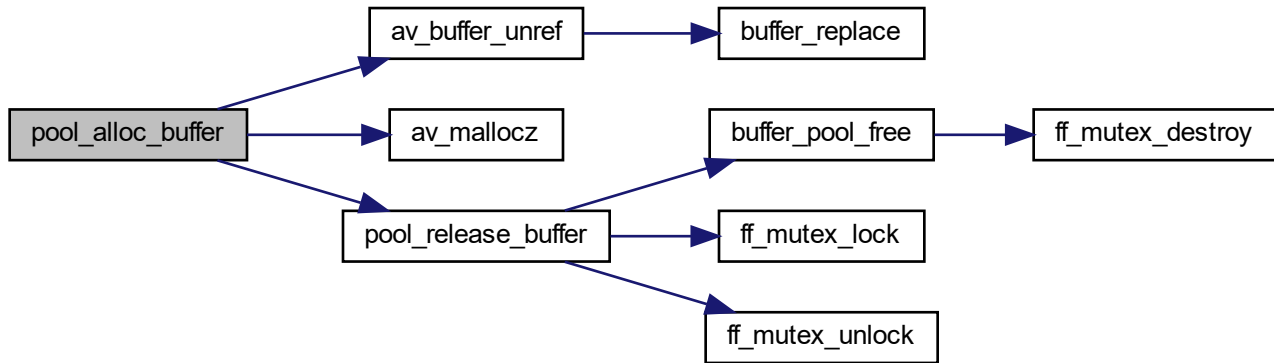 av_buffer_unref
buffer_replace
pool_alloc_buffer
av_mallocz
buffer_pool_free
ff_mutex_destroy
pool_release_buffer
ff_mutex_lock
ff_mutex_unlock